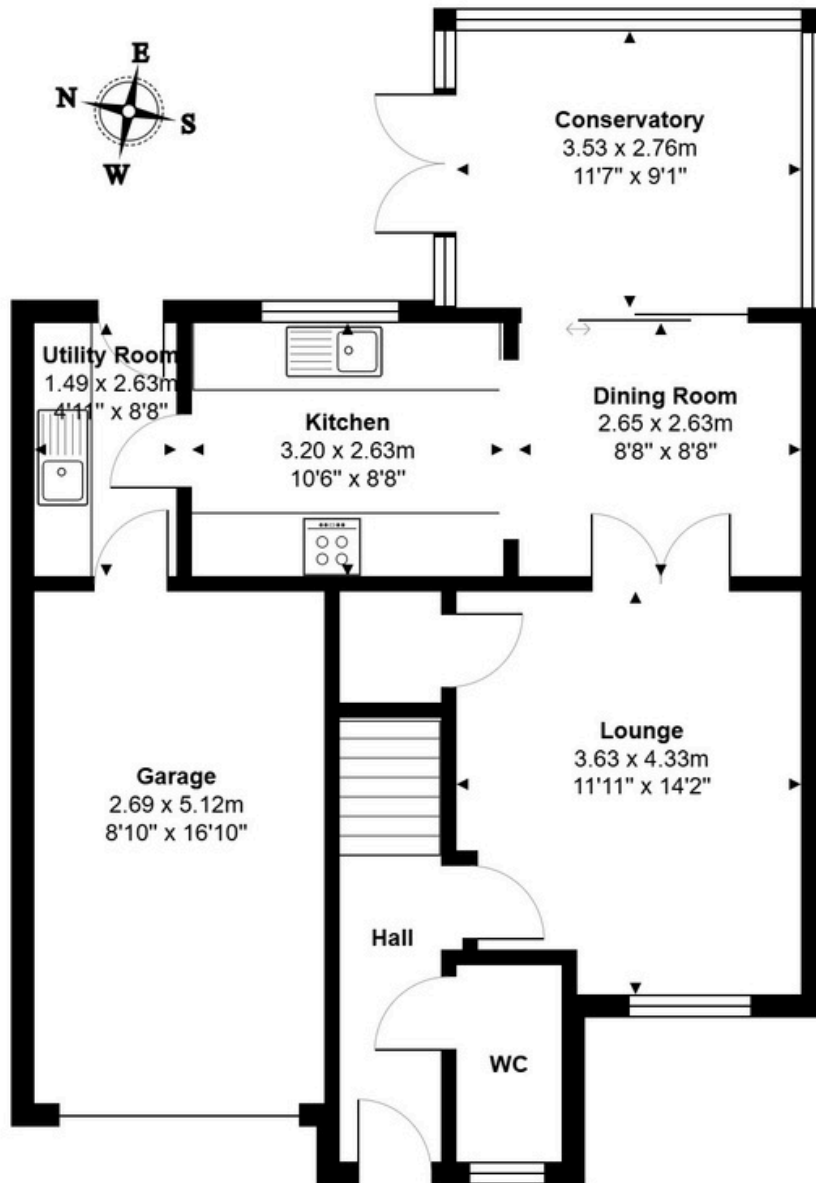 E
N
S
W
Conservatory
3.53 x 2.76m
11'7" x 9'1"
Utility Room
1.49 x 2.63m
4'11" x 8'8"
Kitchen
3.20 x 2.63m
10'6" x 8'8"
Dining Room
2.65 x 2.63m
8'8" x 8'8"
Lounge
3.63 x 4.33m
11'11" x 14'2"
Garage
2.69 x 5.12m
8'10" x 16'10"
Hall
WC